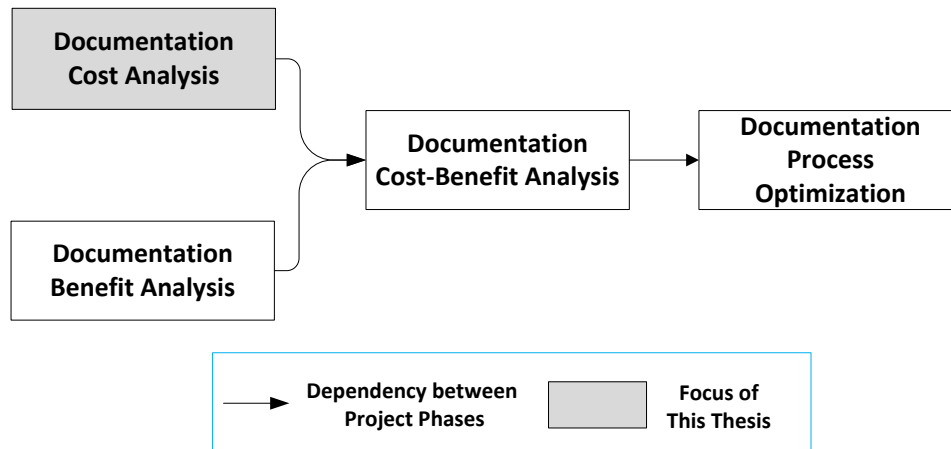 Documentation
Cost Analysis
Documentation
Benefit Analysis
Documentation
Cost-Benefit Analysis
Documentation
Process
Optimization
Dependency between
Project Phases
Focus of
This Thesis